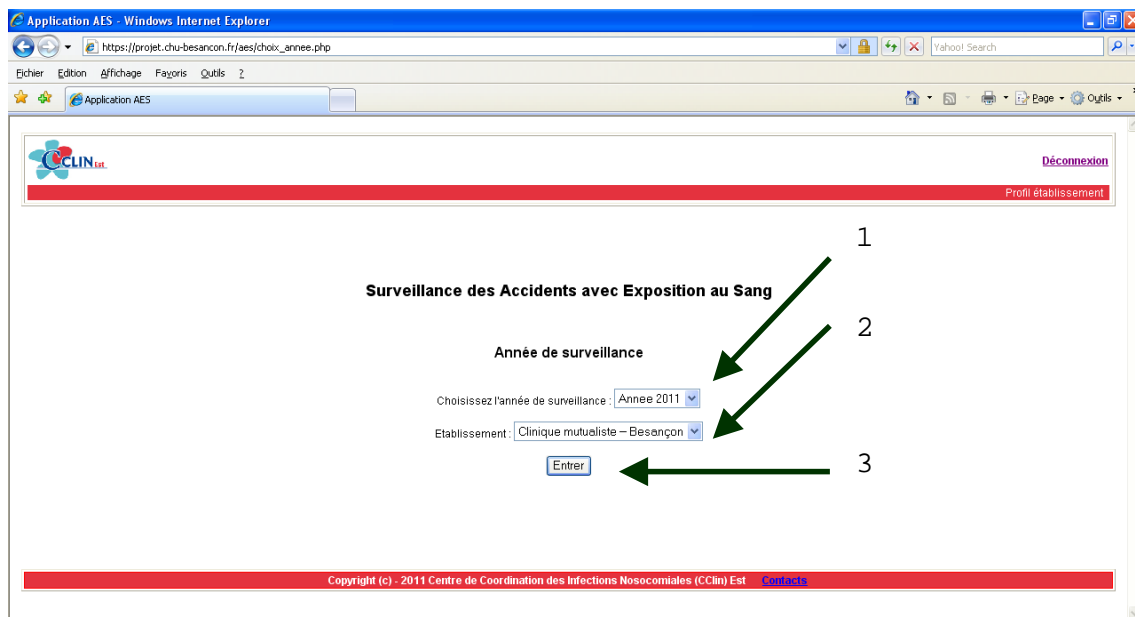 Application AES - Windows Internet Explorer
https://projet.chu-besancon.fr/aes/choix_annee.php
Yahoo! Search
Fichier Edition Affichage Favoris Outils ?
Application AES
Page Outils
CCLIN Est
Déconnexion
Profil établissement
1
Surveillance des Accidents avec Exposition au Sang
2
Année de surveillance
Choisissez l'année de surveillance : Annee 2011
Etablissement : Clinique mutualiste – Besançon
Entrer
3
Copyright (c) - 2011 Centre de Coordination des Infections Nosocomiales (CClin) Est Contacts